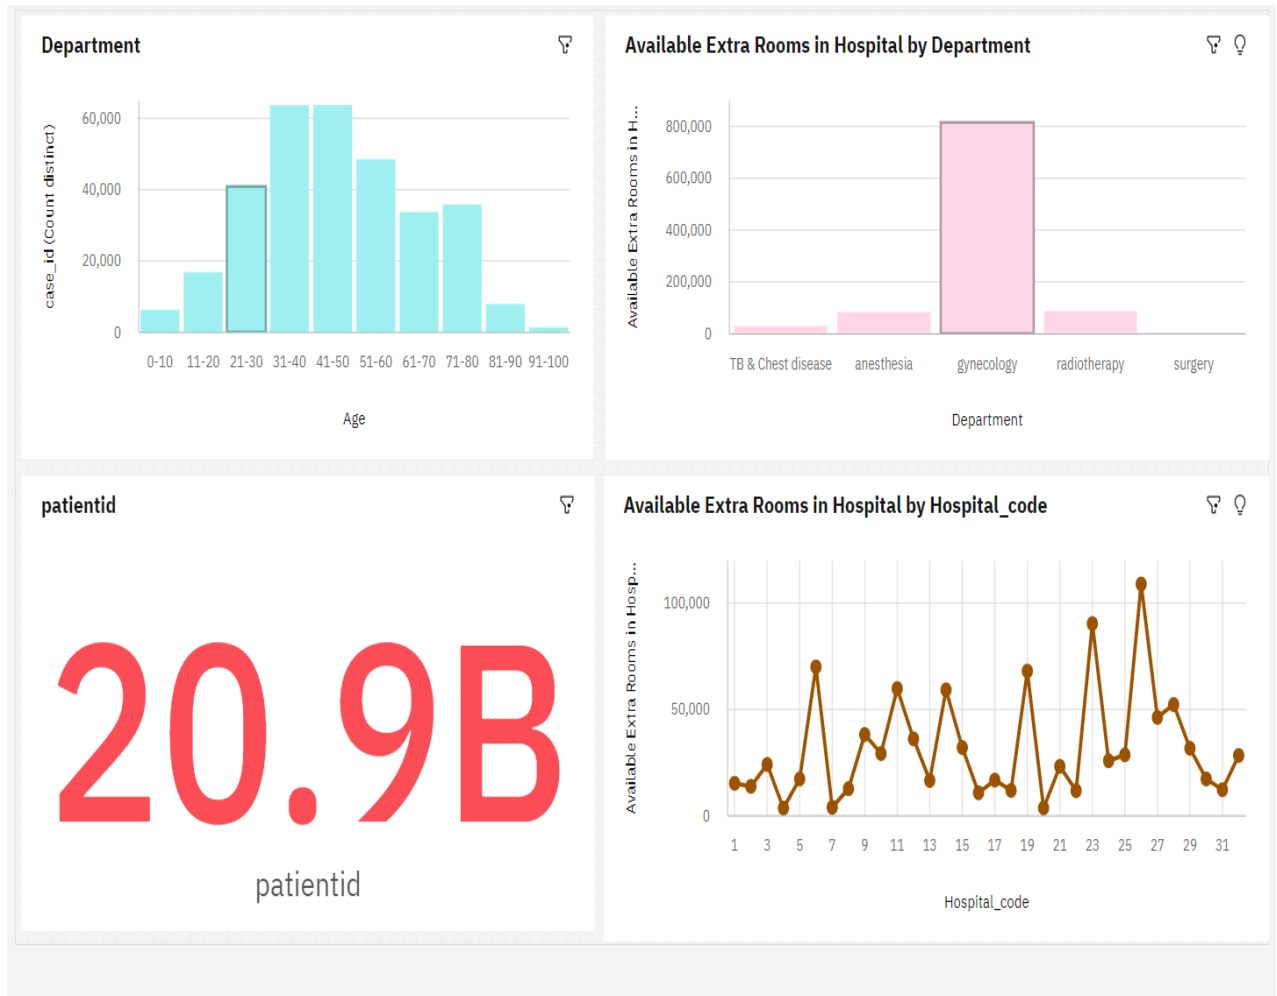 Department
case_id (Count distinct)
60,000
40,000
20,000
0
0-10 11-20 21-30 31-40 41-50 51-60 61-70 71-80 81-90 91-100
Age
Available Extra Rooms in Hospital by Department
Available Extra Rooms in H...
800,000
600,000
400,000
200,000
0
TB & Chest disease anesthesia gynecology radiotherapy surgery
Department
patientid
20.9B
patientid
Available Extra Rooms in Hospital by Hospital_code
Available Extra Rooms in Hosp...
100,000
50,000
0
1 3 5 7 9 11 13 15 17 19 21 23 25 27 29 31
Hospital_code